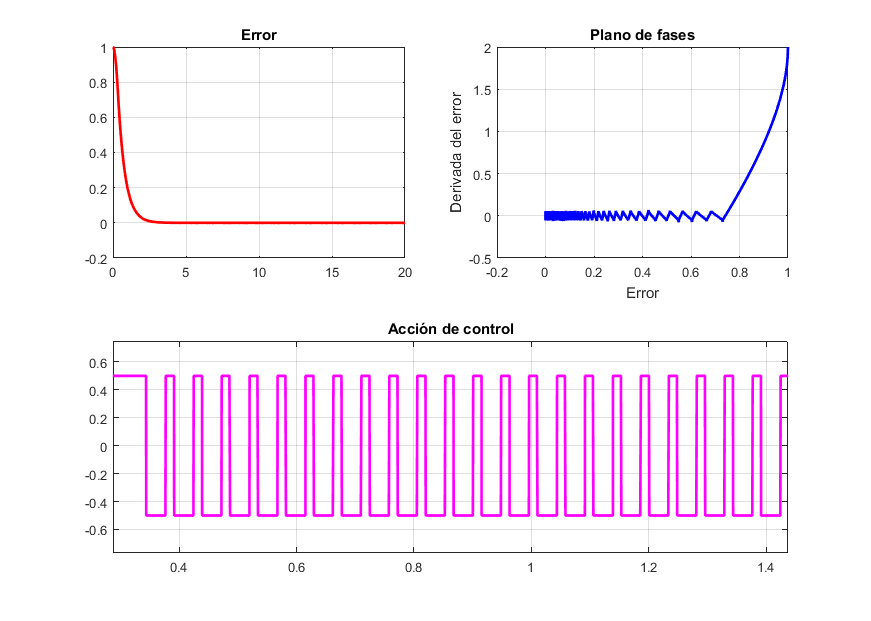 Error
1
0.8
0.6
0.4
0.2
0
-0.2
0 5 10 15 20
Plano de fases
Derivada del error
2
1.5
1
0.5
0
-0.5
-0.2 0 0.2 0.4 0.6 0.8 1
Error
Acción de control
0.6
0.4
0.2
0
-0.2
-0.4
-0.6
0.4 0.6 0.8 1 1.2 1.4